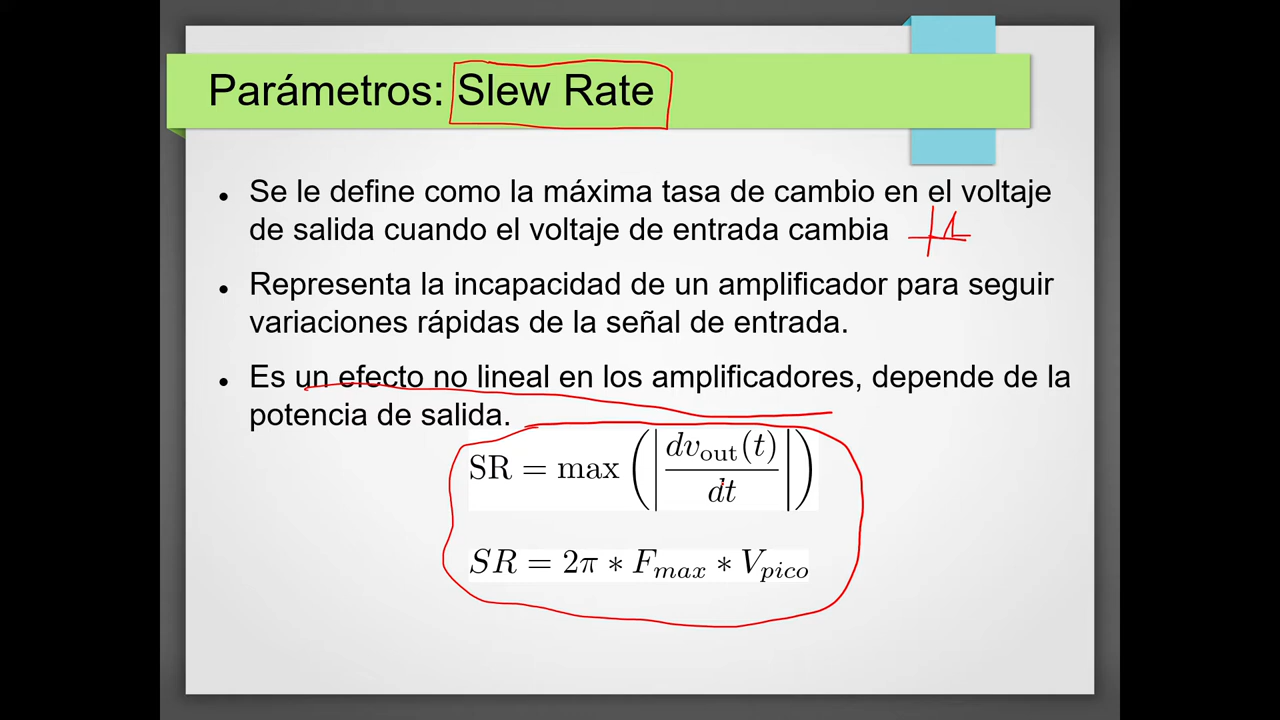 Parámetros: Slew Rate
• Se le define como la máxima tasa de cambio en el voltaje
de salida cuando el voltaje de entrada cambia
• Representa la incapacidad de un amplificador para seguir
variaciones rápidas de la señal de entrada.
• Es un efecto no lineal en los amplificadores, depende de la
potencia de salida.
SR = max(|dv_out(t)/dt|)
SR = 2π * F_max * V_pico